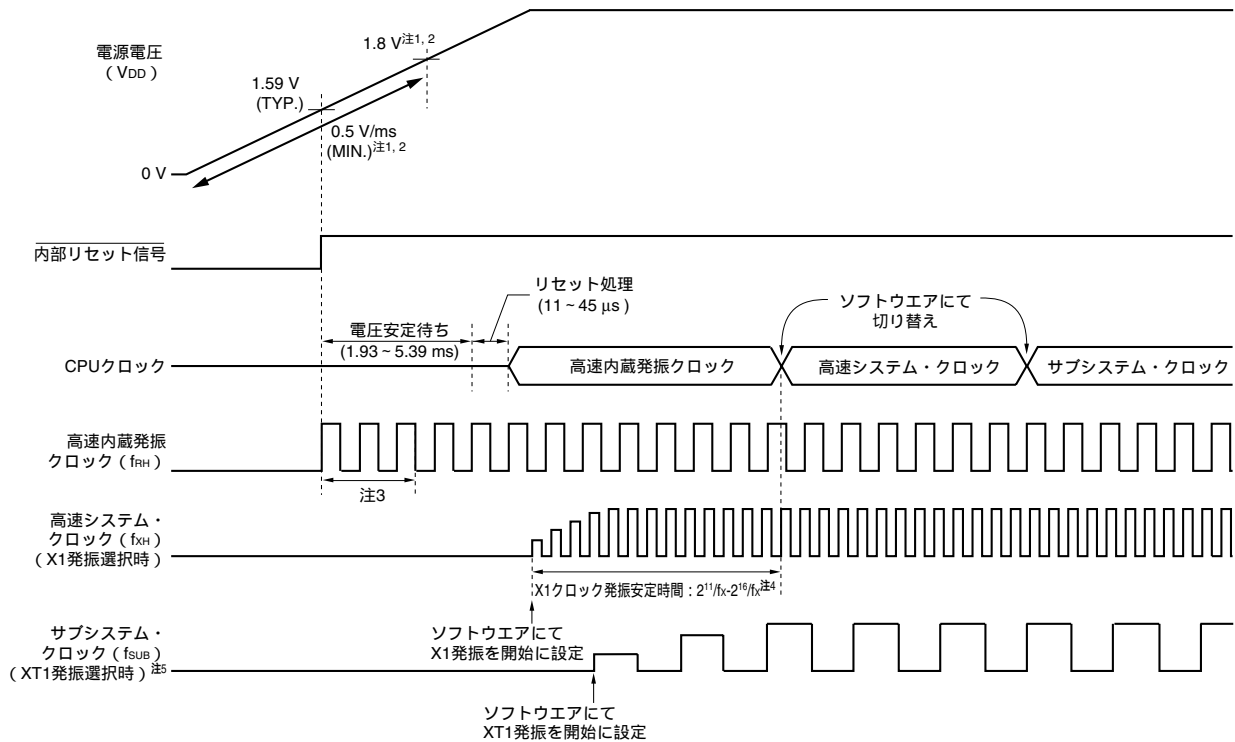 電源電圧
（VDD）
1.8 V注1, 2
1.59 V
(TYP.)
0.5 V/ms
(MIN.)注1, 2
0 V
内部リセット信号
リセット処理
(11～45 μs)
ソフトウエアにて
切り替え
電圧安定待ち
(1.93～5.39 ms)
CPUクロック
高速内蔵発振クロック
高速システム・クロック
サブシステム・クロック
高速内蔵発振
クロック（fRH）
注3
高速システム・
クロック（fXH）
（X1発振選択時）
X1クロック発振安定時間：2^11/fX-2^16/fX注4
ソフトウエアにて
X1発振を開始に設定
サブシステム・
クロック（fSUB）
（XT1発振選択時）注5
ソフトウエアにて
XT1発振を開始に設定